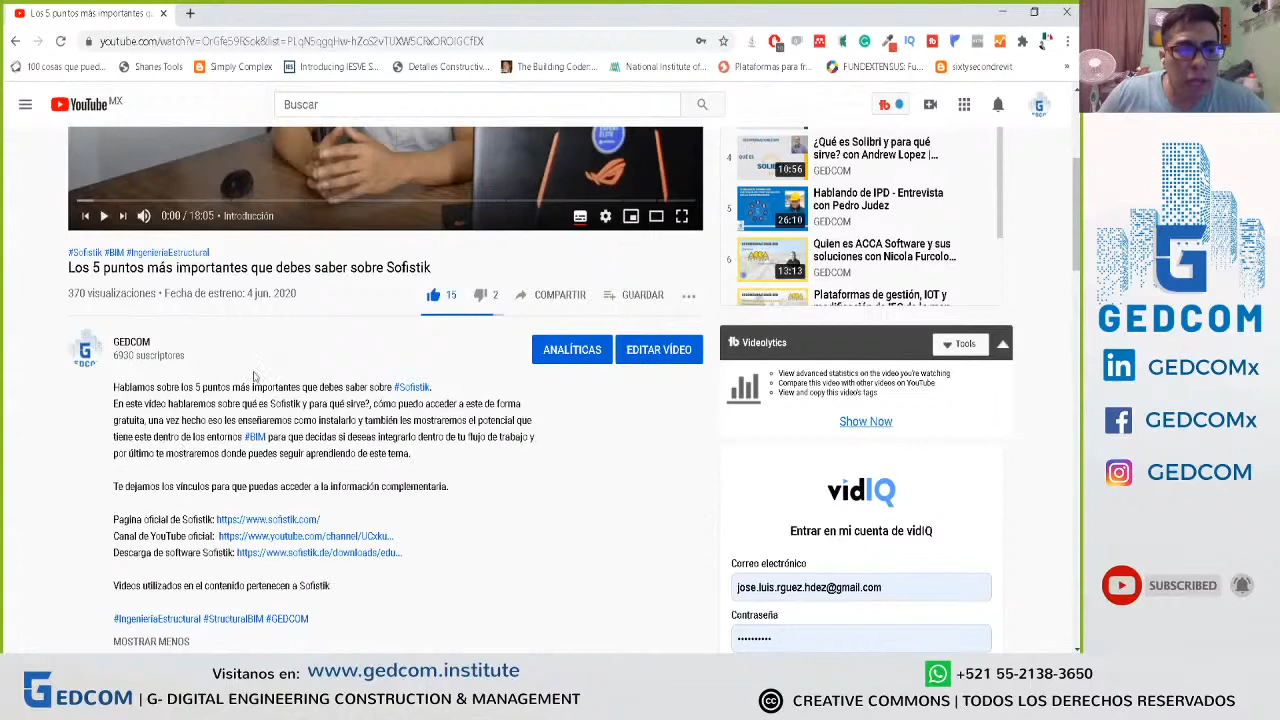 Los 5 puntos más importantes q
youtube.com/watch?v=
100 cosas que pued...
Shanes Tools
Simply Complex
Introducing iESVE S...
Detalles Constructiv...
The Building Coder:...
National Institute of...
Plataformas para fr...
FUNDEXTENSUS: Fu...
sixtysecondrevit
»
YouTube MX
Buscar
4
¿Qué es Solibri y para qué
sirve? con Andrew Lopez |...
GEDCOM
10:56
5
Hablando de IPD - Entrevista
con Pedro Judez
GEDCOM
26:10
6
Quien es ACCA Software y sus
soluciones con Nicola Furcolo...
GEDCOM
13:13
Plataformas de gestión, IOT y
0:00 / 18:05 • Introducción
#Sofistik #BIM #IngenieriaEstructural
Los 5 puntos más importantes que debes saber sobre Sofistik
visualizaciones • Fecha de estreno: 4 jun. 2020
15
2
COMPARTIR
GUARDAR
GEDCOM
6930 suscriptores
ANALÍTICAS
EDITAR VÍDEO
Hablamos sobre los 5 puntos mas importantes que debes saber sobre #Sofistik.
En este video hablaremos sobre qué es Sofistik y para qué sirve?, cómo puedo acceder a este de forma
gratuita, una vez hecho eso les enseñaremos como instalarlo y también les mostraremos el potencial que
tiene este dentro de los entornos #BIM para que decidas si deseas integrarlo dentro de tu flujo de trabajo y
por último te mostraremos donde puedes seguir aprendiendo de este tema.
Te dejamos los vínculos para que puedas acceder a la información complementaria.
Pagina oficial de Sofistik: https://www.sofistik.com/
Canal de YouTube oficial: https://www.youtube.com/channel/UCxku...
Descarga de software Sofistik: https://www.sofistik.de/downloads/edu...
Videos utilizados en el contenido pertenecen a Sofistik.
#IngenieriaEstructural #StructuralBIM #GEDCOM
MOSTRAR MENOS
Videolytics
Tools
View advanced statistics on the video you're watching
Compare this video with other videos on YouTube
View and copy this video's tags
Show Now
vidIQ
Entrar en mi cuenta de vidIQ
Correo electrónico
jose.luis.rguez.hdez@gmail.com
Contraseña
••••••••••
GEDCOM
GEDCOMx
GEDCOMx
GEDCOM
SUBSCRIBED
Visitanos en: www.gedcom.institute
GEDCOM | G- DIGITAL ENGINEERING CONSTRUCTION & MANAGEMENT
+521 55-2138-3650
CREATIVE COMMONS | TODOS LOS DERECHOS RESERVADOS